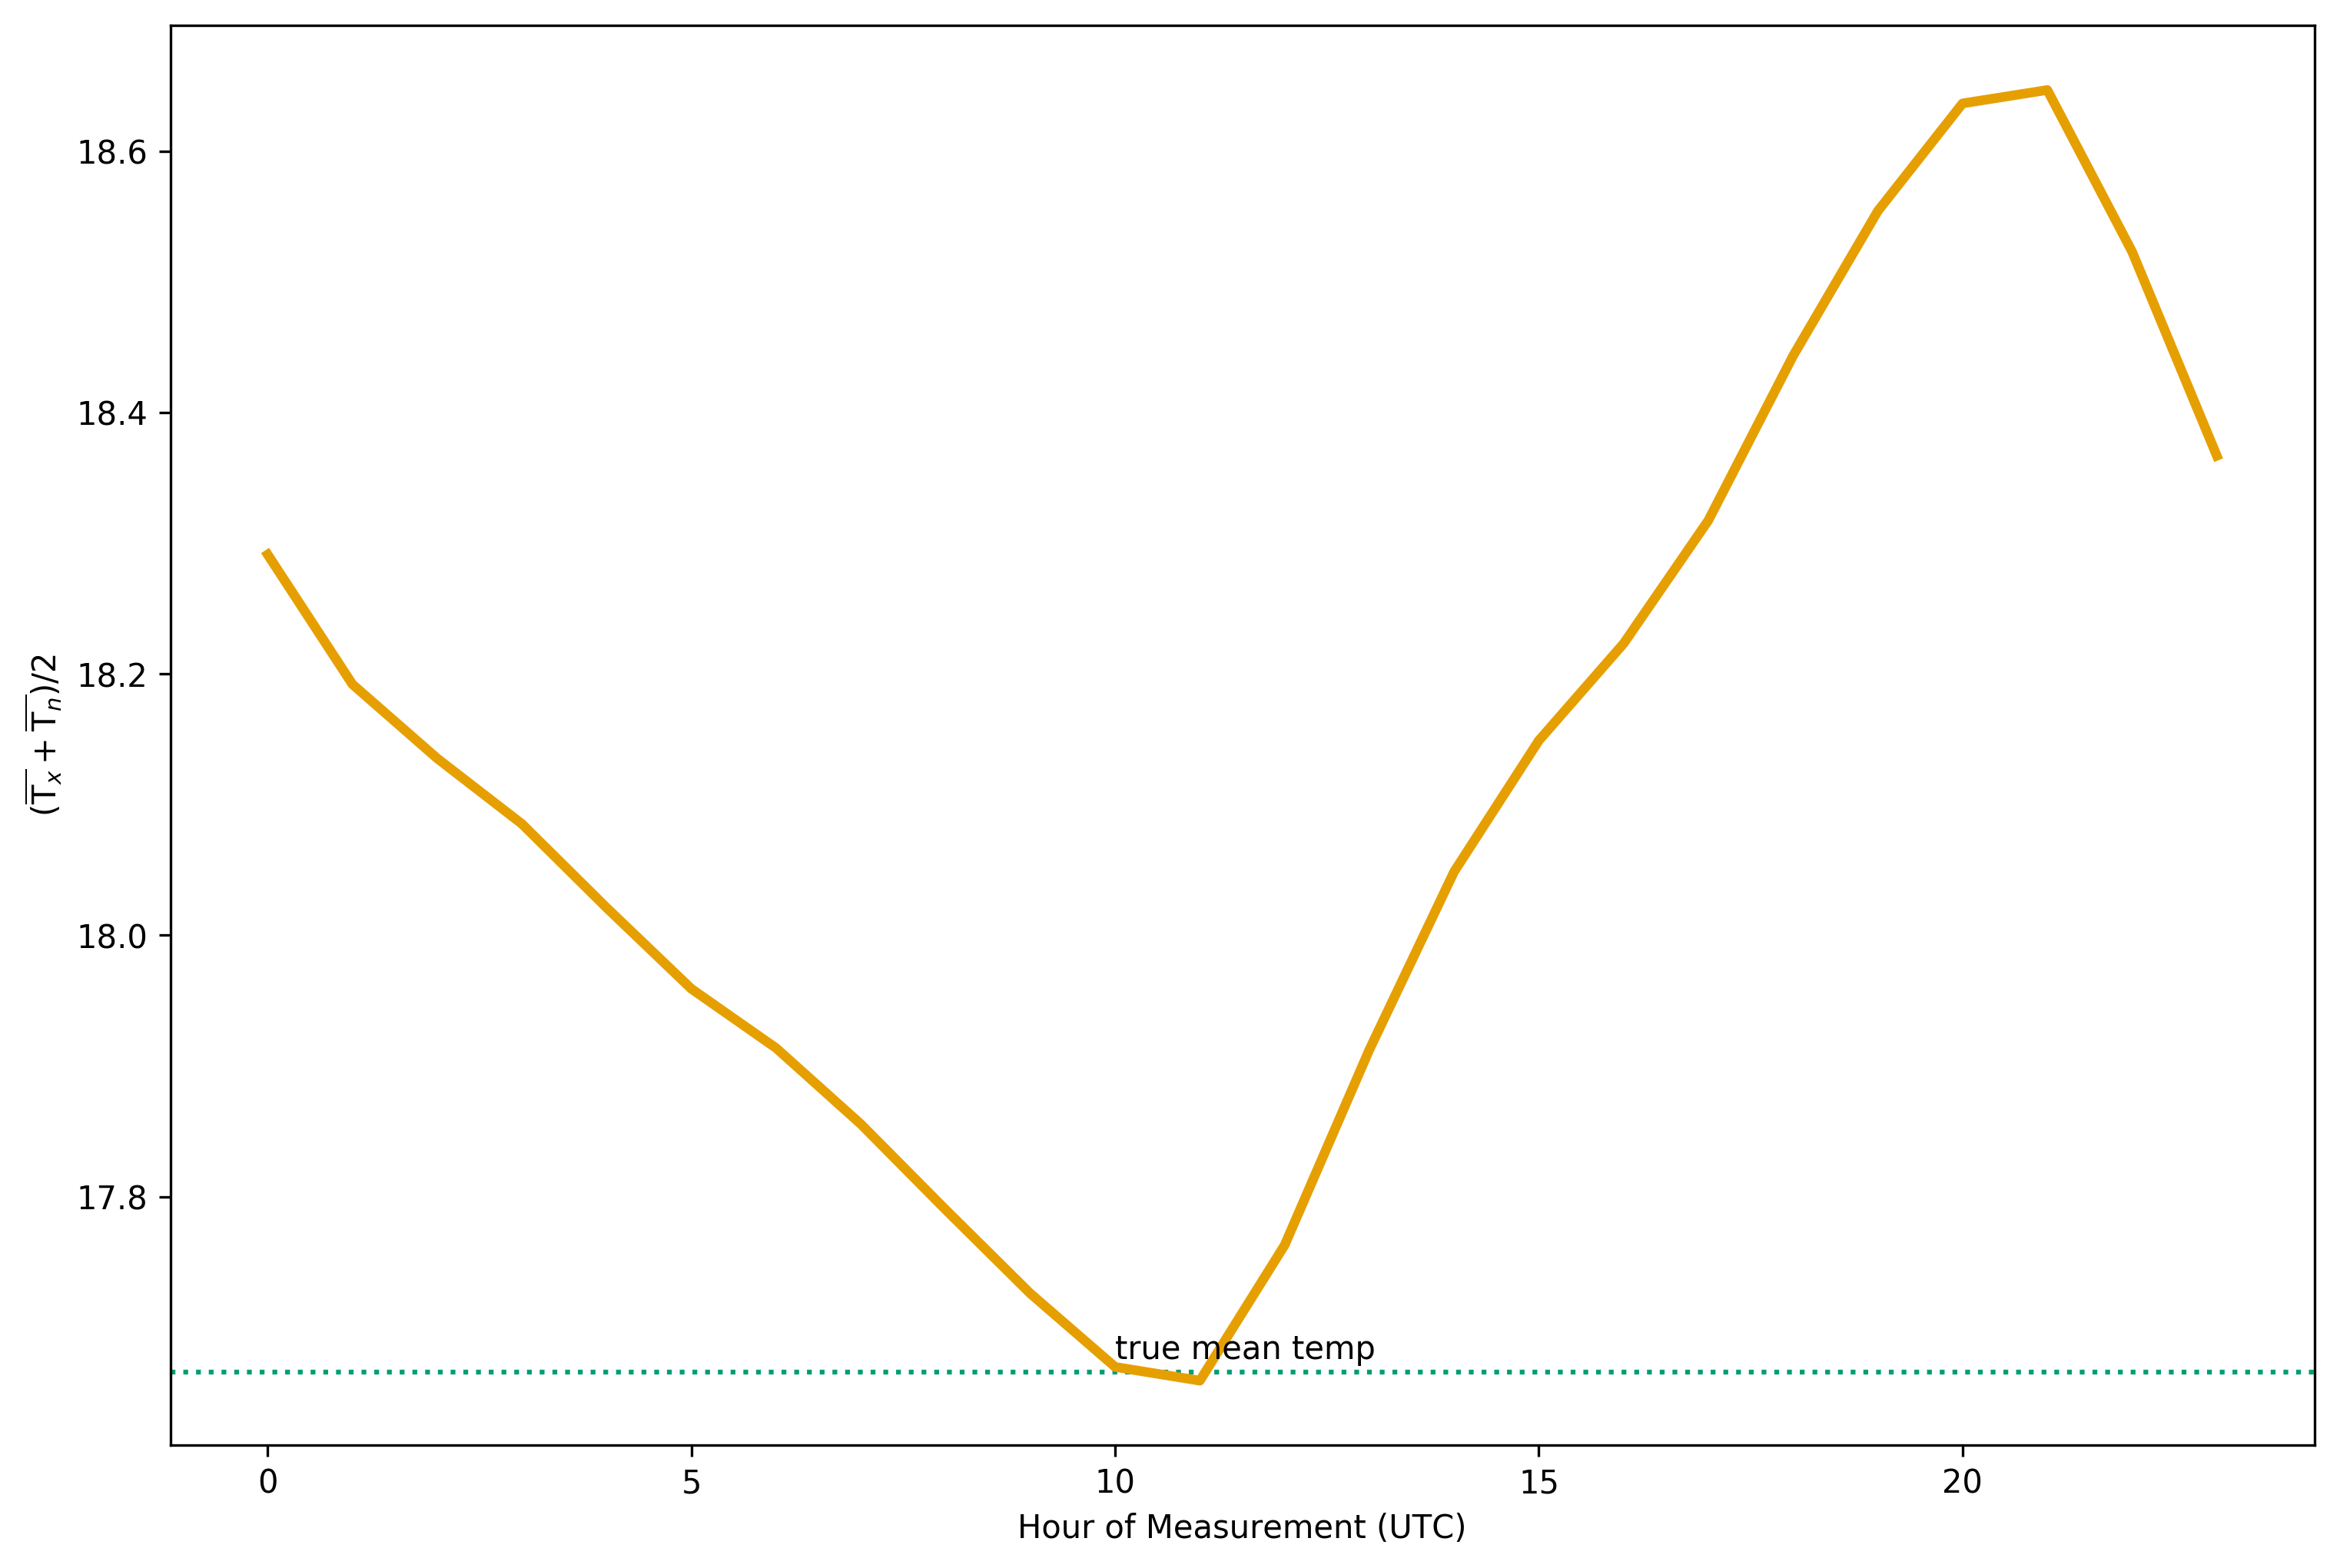 18.6
18.4
18.2
18.0
17.8
(T̅ₓ + T̅ₙ)/2
true mean temp
0 5 10 15 20
Hour of Measurement (UTC)